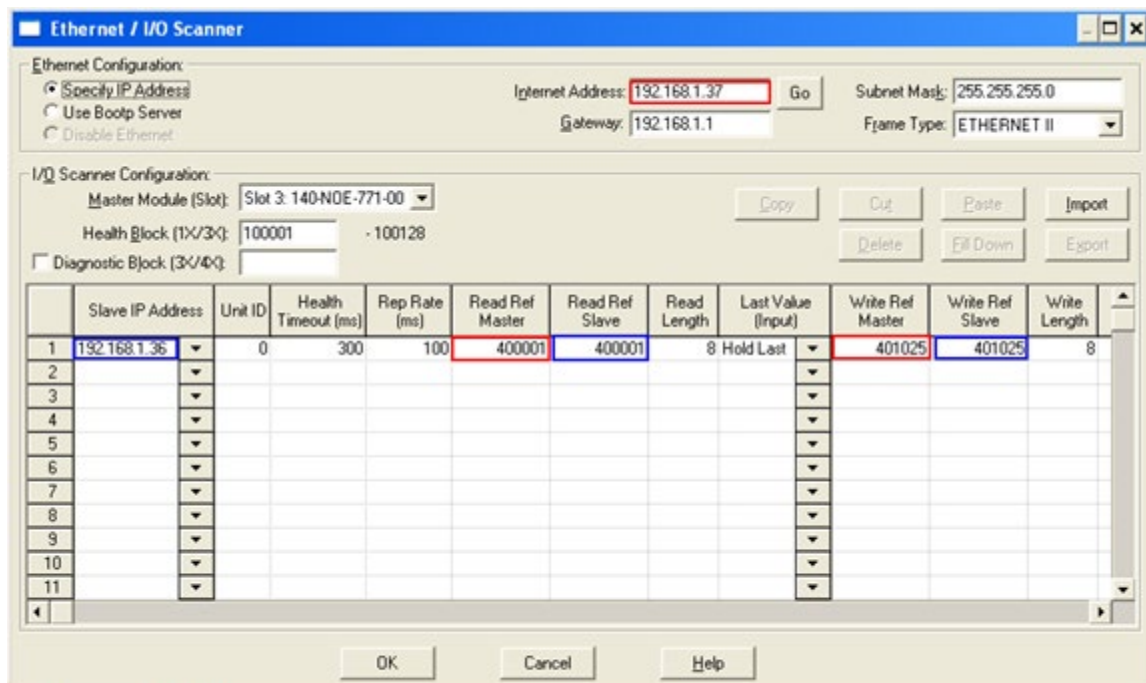 Ethernet / I/O Scanner
Ethernet Configuration:
Specify IP Address
Use Bootp Server
Disable Ethernet
Internet Address: 192.168.1.37 Go
Gateway: 192.168.1.1
Subnet Mask: 255.255.255.0
Frame Type: ETHERNET II
I/O Scanner Configuration:
Master Module (Slot): Slot 3: 140-NOE-771-00
Health Block (1X/3X): 100001 - 100128
Diagnostic Block (3X/4X):
Copy Cut Paste Import
Delete Fill Down Export
Slave IP Address Unit ID Health Timeout (ms) Rep Rate (ms) Read Ref Master Read Ref Slave Read Length Last Value (Input) Write Ref Master Write Ref Slave Write Length
1 192.168.1.36 0 300 100 400001 400001 8 Hold Last 401025 401025 8
2
3
4
5
6
7
8
9
10
11
OK Cancel Help